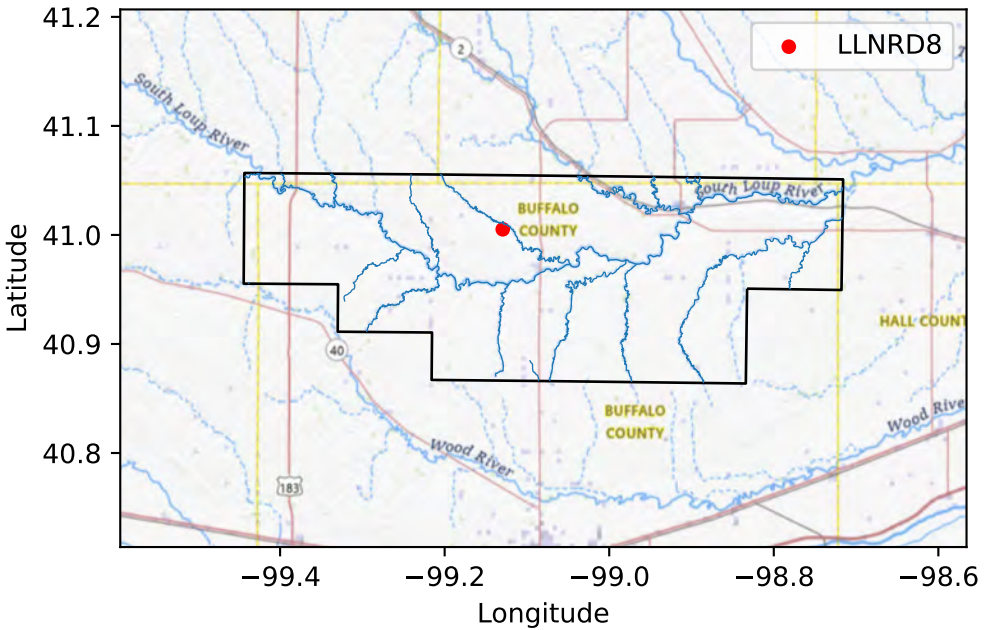 41.2
41.1
41.0
40.9
40.8
Latitude
−99.4
−99.2
−99.0
−98.8
−98.6
Longitude
LLNRD8
2
South Loup River
South Loup River
BUFFALO
COUNTY
HALL COUNT
40
BUFFALO
COUNTY
Wood River
Wood Rive
183